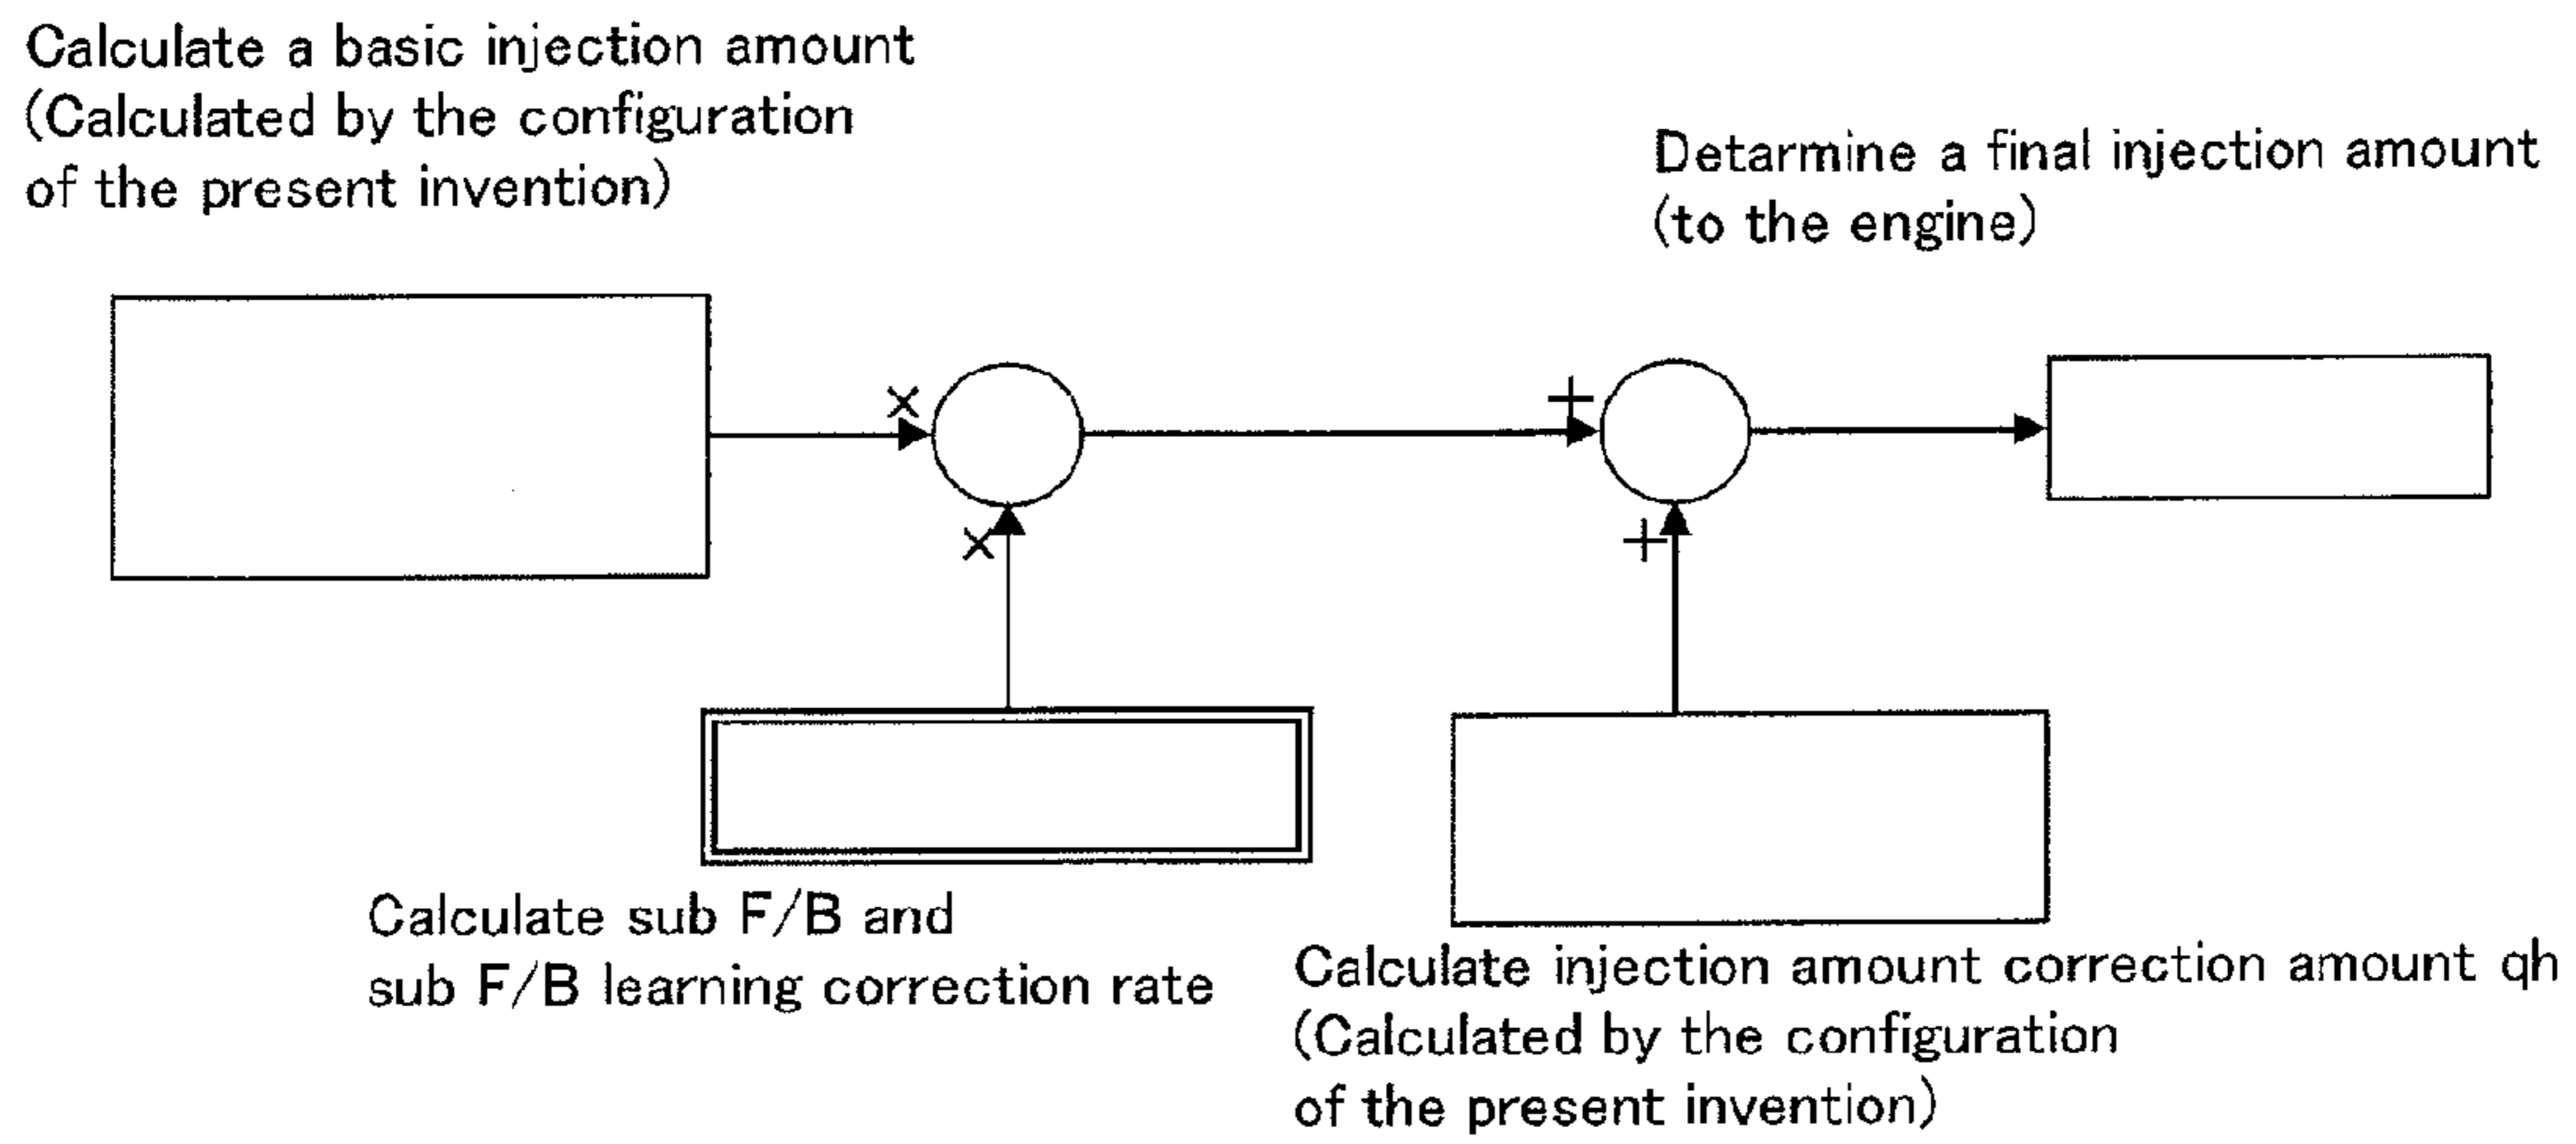 Calculate a basic injection amount
(Calculated by the configuration
of the present invention)
Detarmine a final injection amount
(to the engine)
×
+
×
+
Calculate sub F/B and
sub F/B learning correction rate
Calculate injection amount correction amount qh
(Calculated by the configuration
of the present invention)